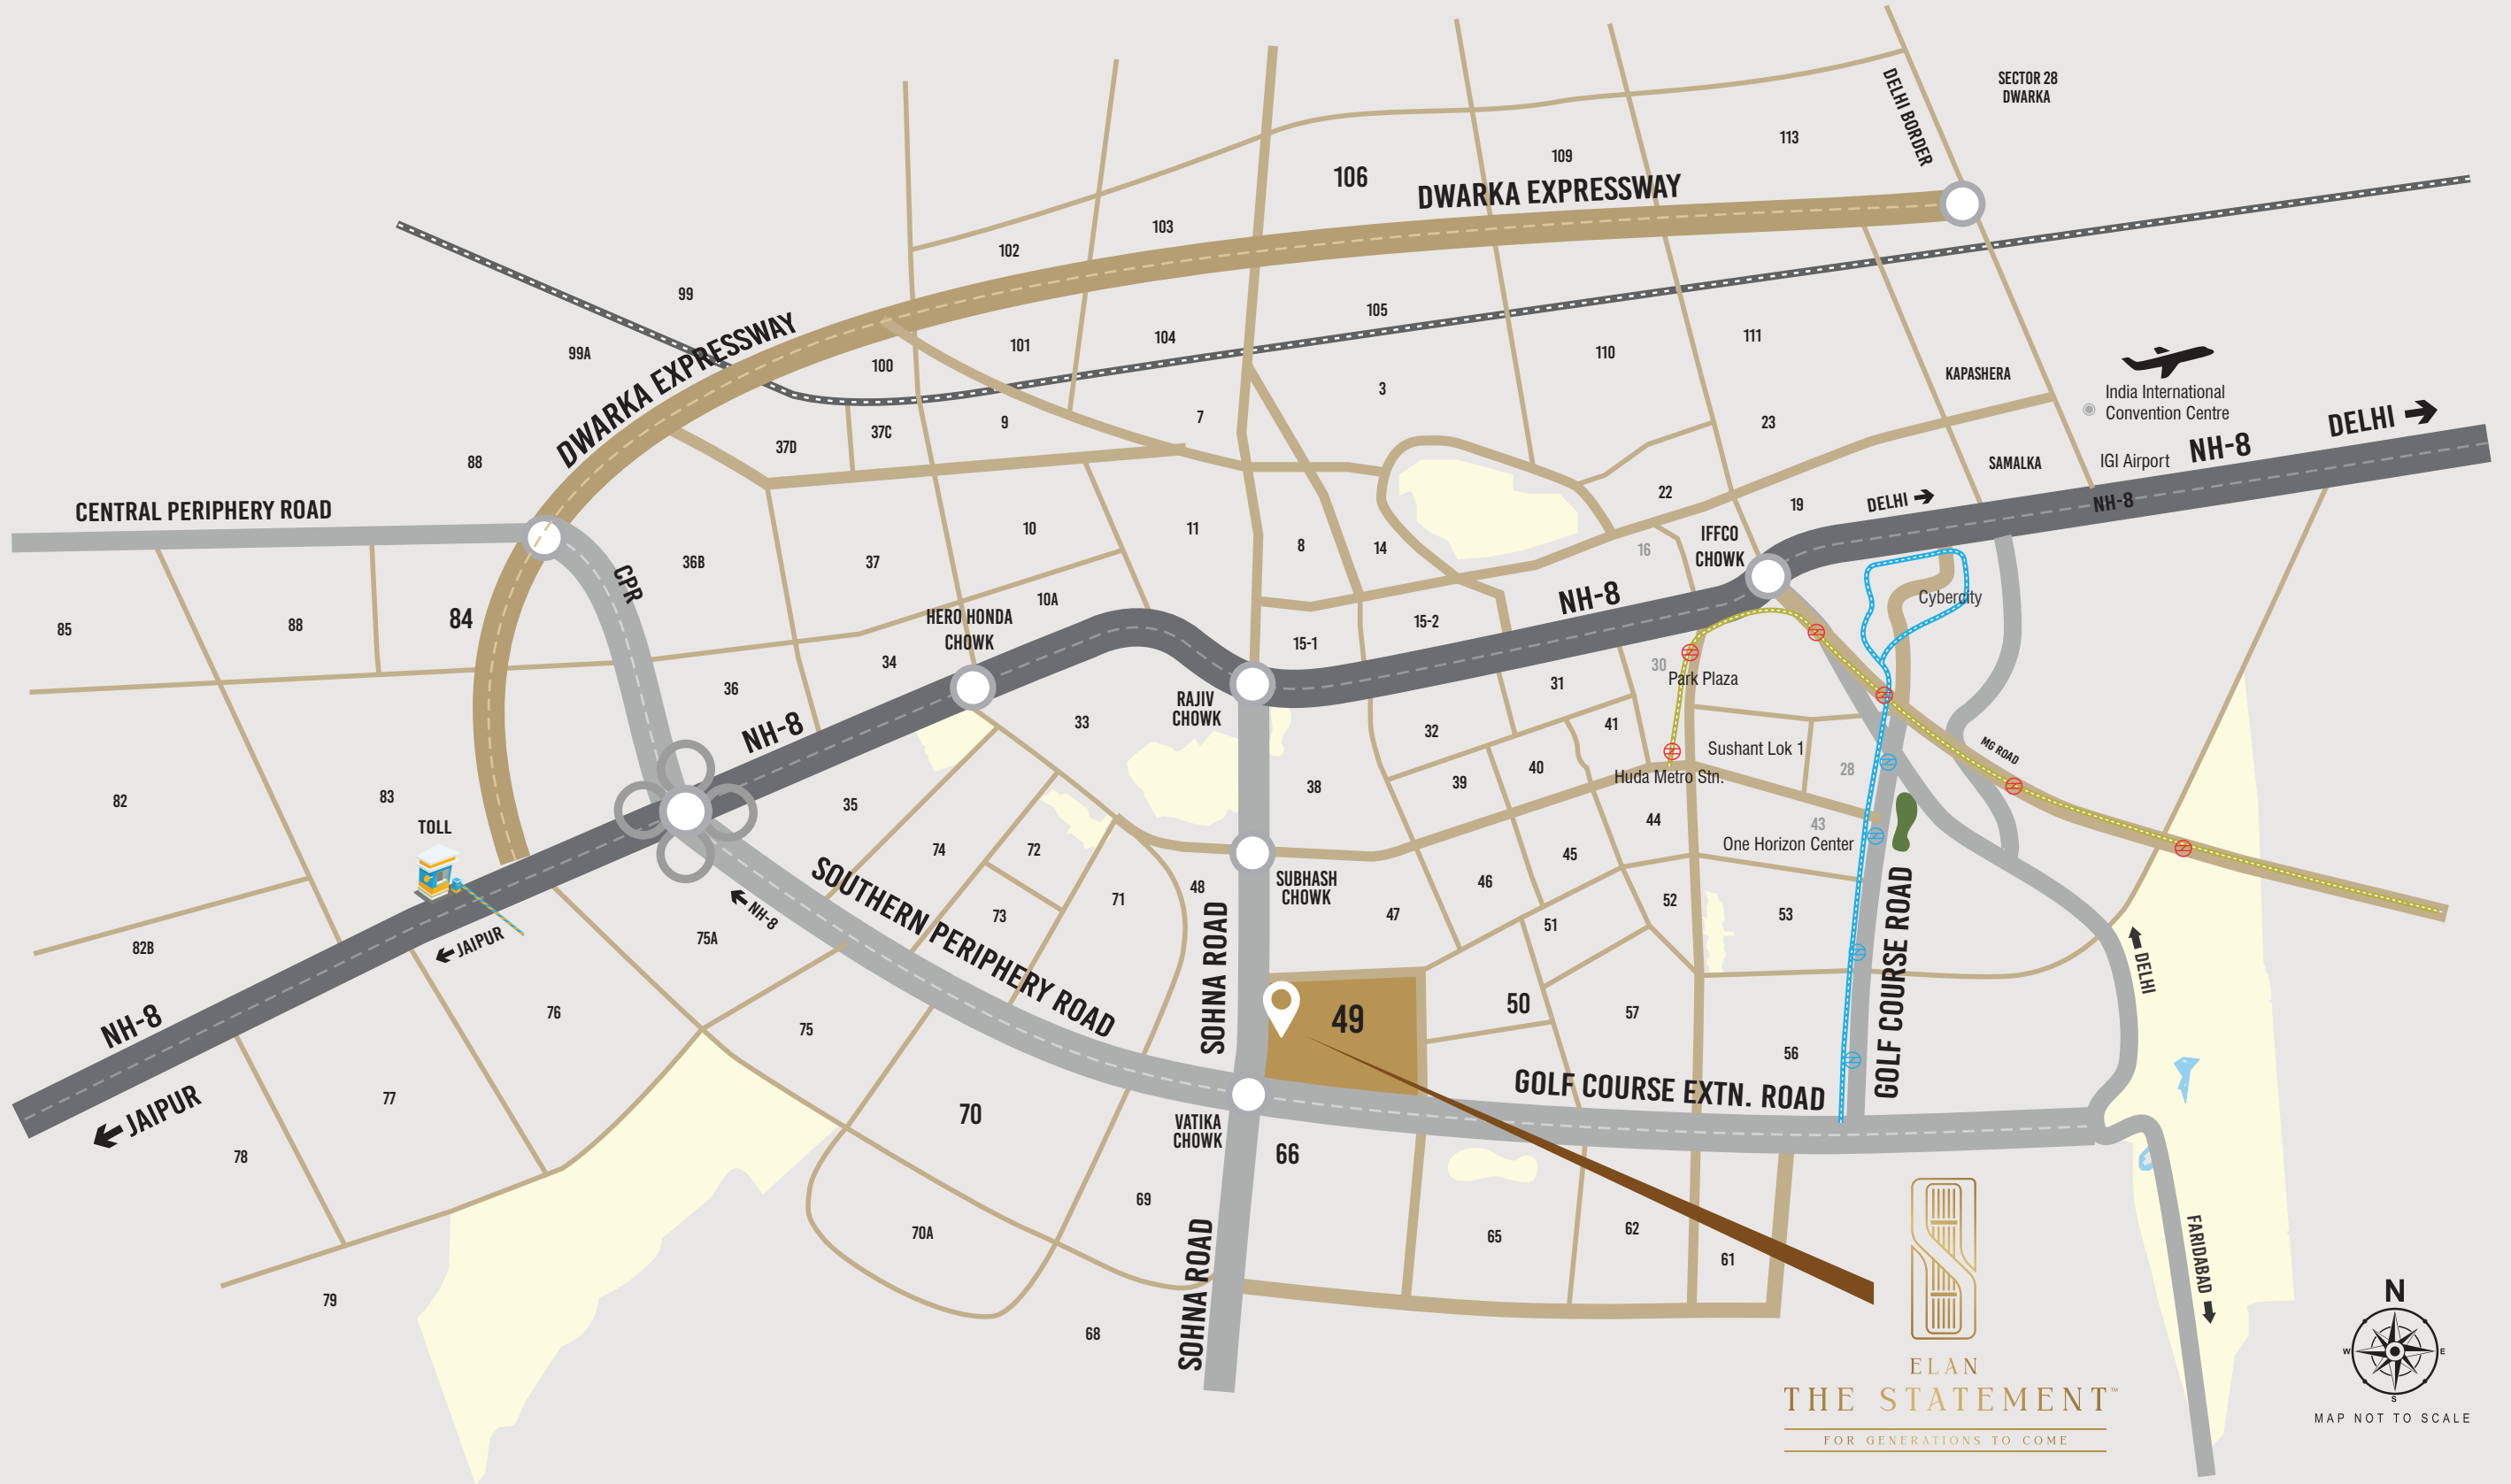 SECTOR 28
DWARKA
DELHI BORDER
113
109
106
DWARKA EXPRESSWAY
103
102
99
105
DWARKA EXPRESSWAY
99A
100
101
104
110
111
KAPASHERA
India International
Convention Centre
3
DELHI
NH-8
23
7
9
37C
37D
88
SAMALKA
IGI Airport
NH-8
CENTRAL PERIPHERY ROAD
22
19
DELHI
10
11
8
14
16
IFFCO
CHOWK
36B
37
CPR
NH-8
Cybercity
10A
HERO HONDA
CHOWK
84
85
88
15-2
15-1
34
30
Park Plaza
36
31
RAJIV
CHOWK
33
32
41
NH-8
Sushant Lok 1
MG ROAD
28
40
39
Huda Metro Stn.
38
82
83
35
TOLL
44
43
One Horizon Center
74
72
45
SUBHASH
CHOWK
46
48
71
SOUTHERN PERIPHERY ROAD
NH-8
73
52
53
47
51
GOLF COURSE ROAD
75A
JAIPUR
82B
SOHNA ROAD
DELHI
NH-8
76
75
49
50
57
56
GOLF COURSE EXTN. ROAD
JAIPUR
77
70
VATIKA
CHOWK
66
78
69
70A
65
62
61
SOHNA ROAD
FARIDABAD
79
68
N
W
E
S
MAP NOT TO SCALE
ELAN
THE STATEMENT™
FOR GENERATIONS TO COME